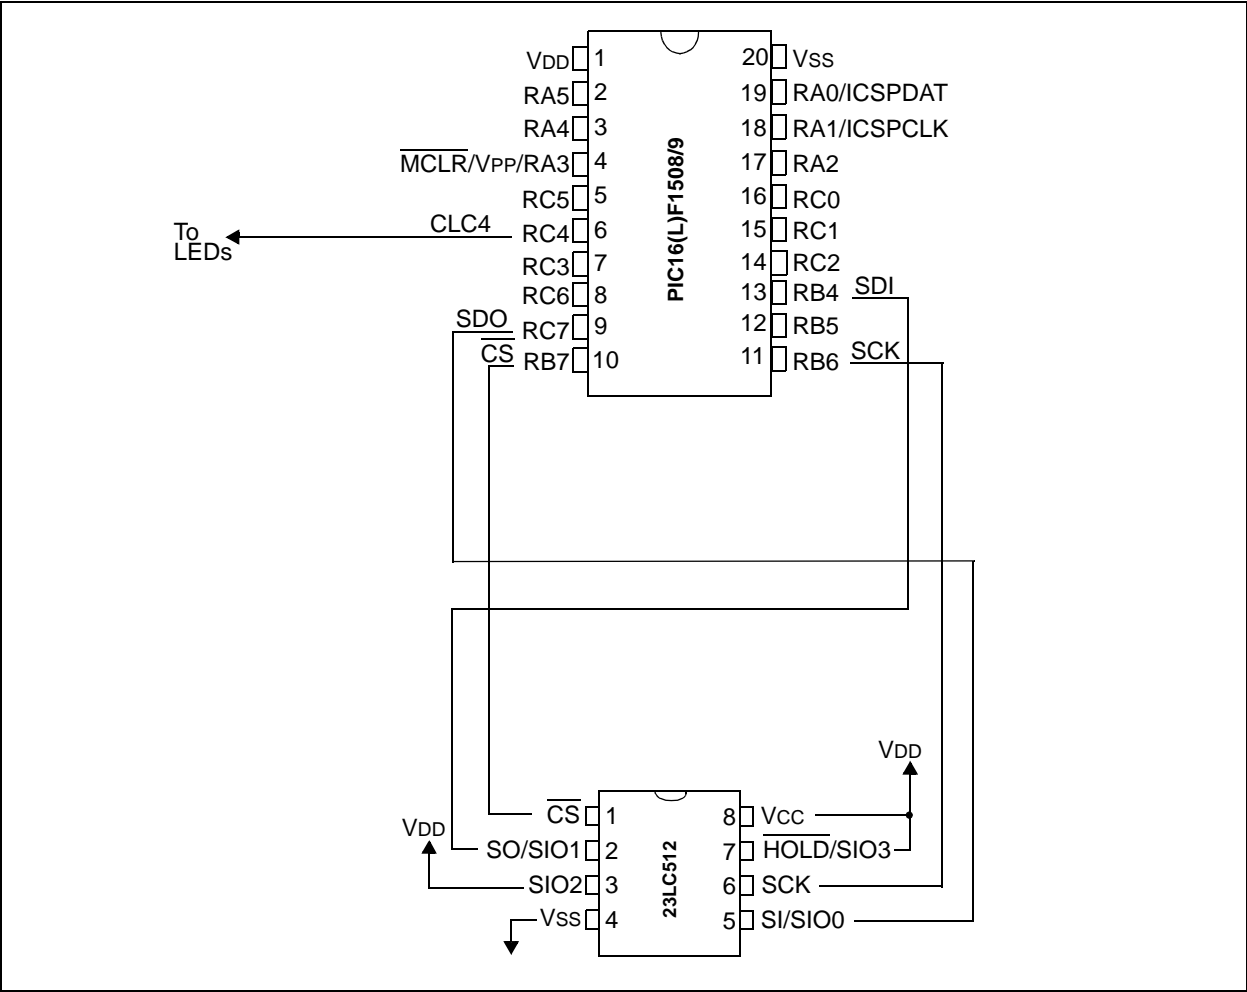 VDD 1 20 VSS
RA5 2 19 RA0/ICSPDAT
RA4 3 18 RA1/ICSPCLK
MCLR/VPP/RA3 4 17 RA2
RC5 5 16 RC0
To LEDs CLC4 RC4 6 15 RC1
RC3 7 14 RC2
RC6 8 13 RB4 SDI
SDO RC7 9 12 RB5
CS RB7 10 11 RB6 SCK
PIC16(L)F1508/9
VDD
CS 1 8 VCC
VDD
SO/SIO1 2 7 HOLD/SIO3
SIO2 3 6 SCK
VSS 4 5 SI/SIO0
23LC512